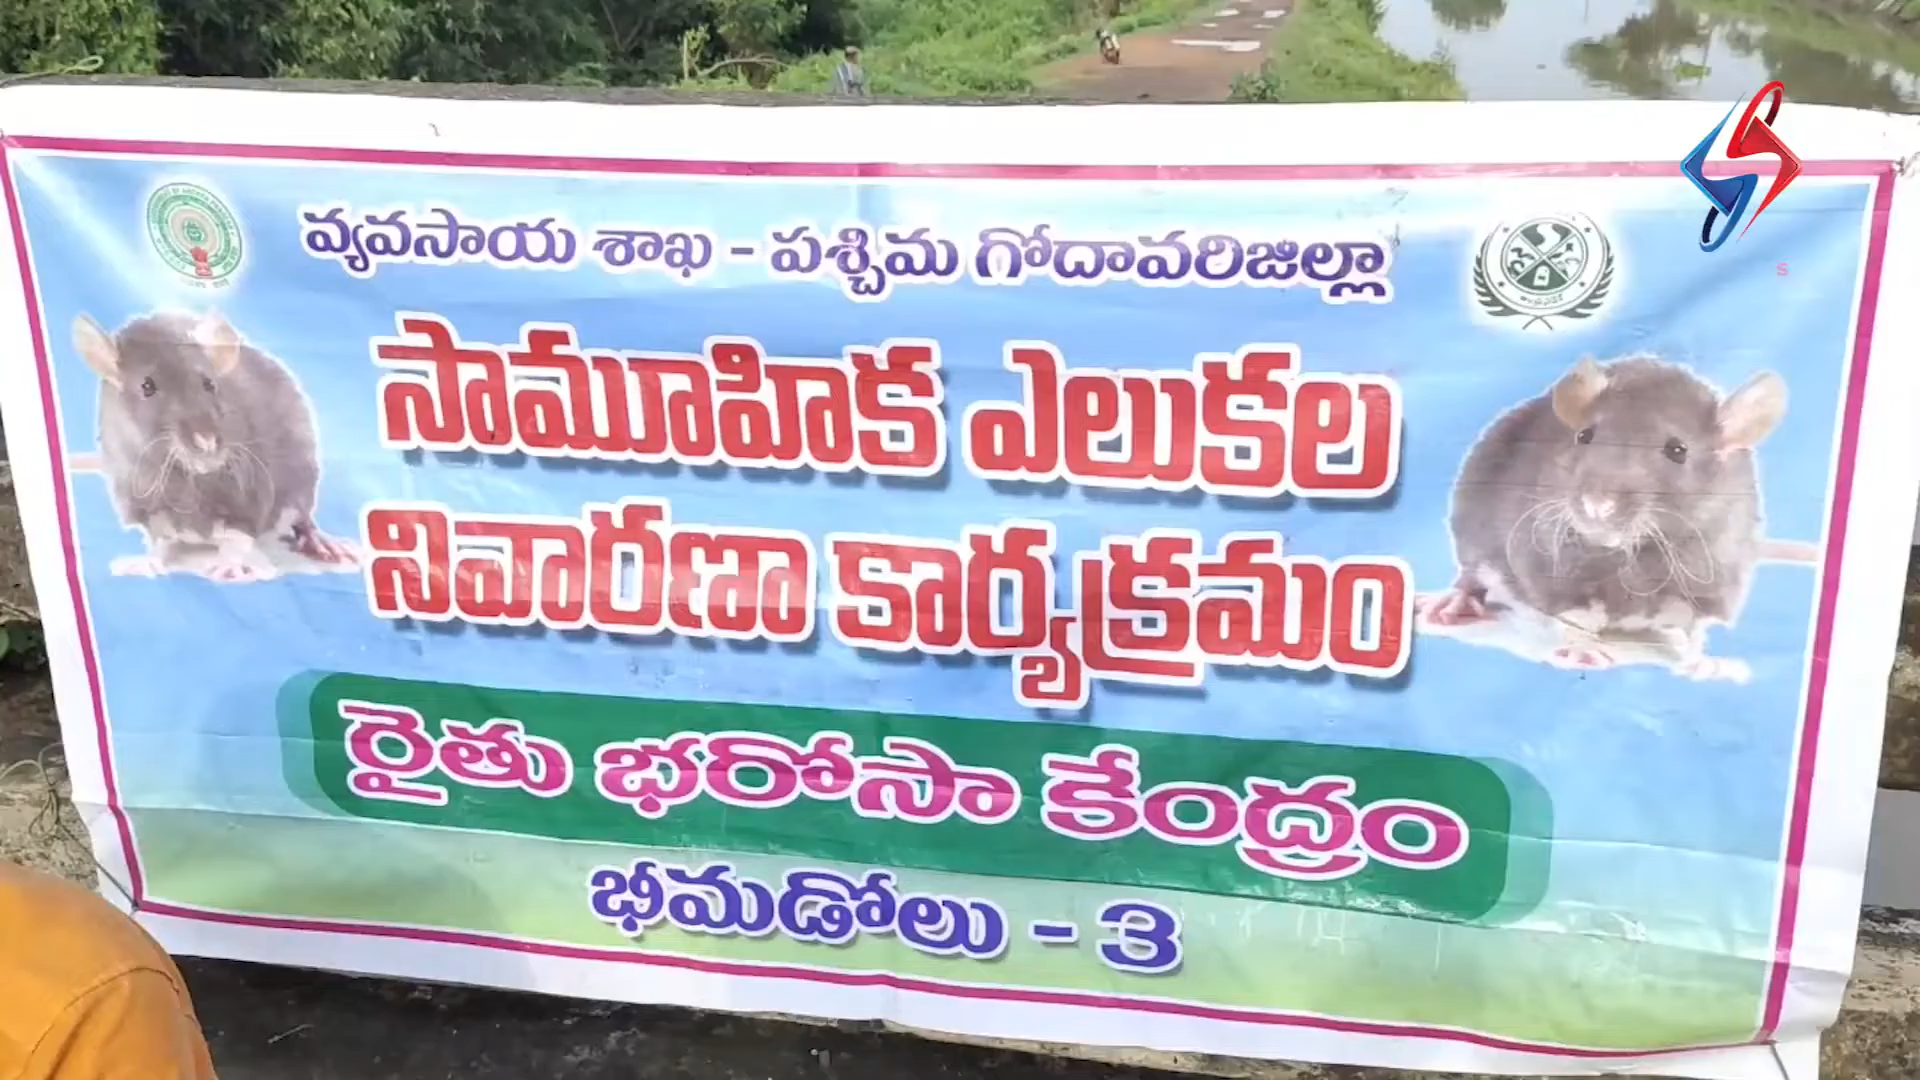 వ్యవసాయ శాఖ - పశ్చిమ గోదావరిజిల్లా
సామూహిక ఎలుకల
నివారణా కార్యక్రమం
రైతు భరోసా కేంద్రం
భీమడోలు - 3